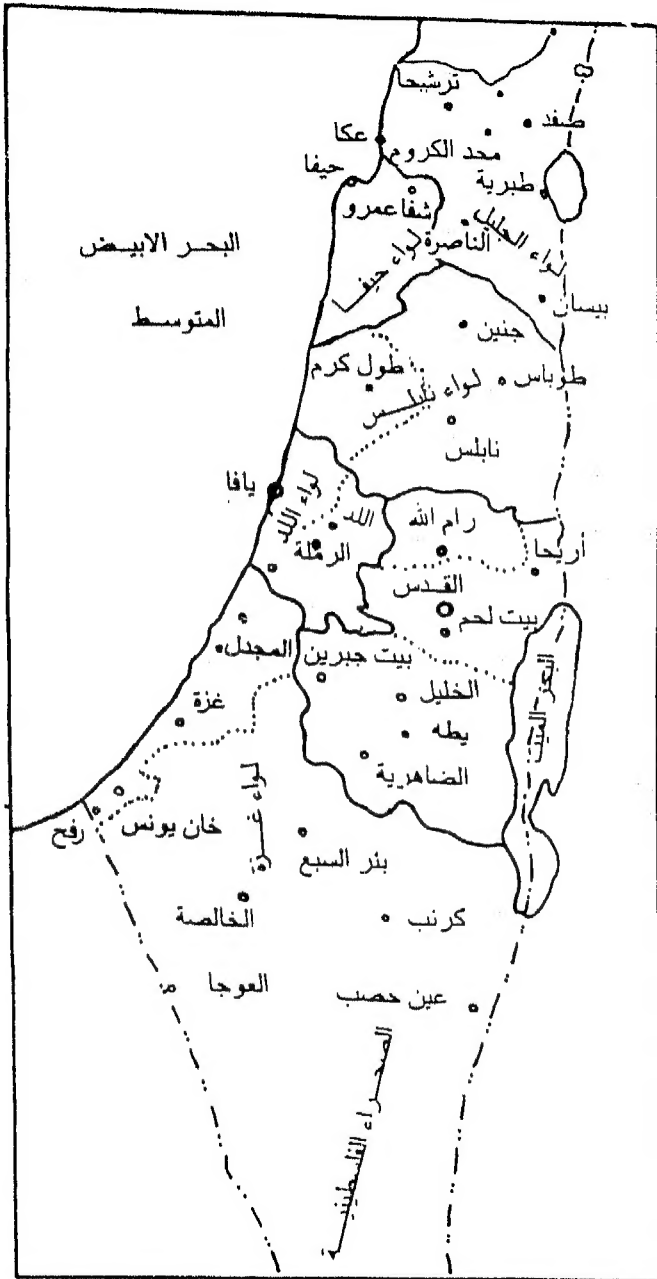 ترشيحا
صفد
عكا
مجد الكروم
حيفا
طبرية
شفاعمرو
الناصرة
لواء الجليل
لواء حيفا
البحر الابيض
المتوسط
بيسان
جنين
طول كرم
طوباس
لواء نابلس
نابلس
يافا
لواء اللد
اللد
رام الله
الرملة
أريحا
القدس
بيت لحم
البحر الميت
المجدل
بيت جبرين
الخليل
غزة
يطه
الضاهرية
لواء غزة
خان يونس
رفح
بئر السبع
الخالصة
كرنب
العوجا
عين حصب
الصحراء الفلسطينية